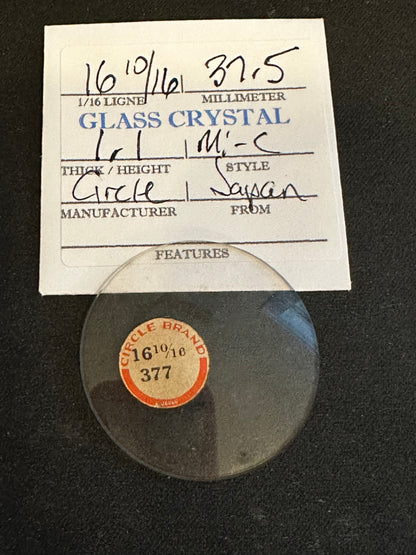 16 10/16 37.5
1/16 LIGNE MILLIMETER
GLASS CRYSTAL
1.1 Mi-C
THICK / HEIGHT STYLE
Circle Japan
MANUFACTURER FROM
FEATURES
CIRCLE BRAND
16 10/16
377
JAPAN